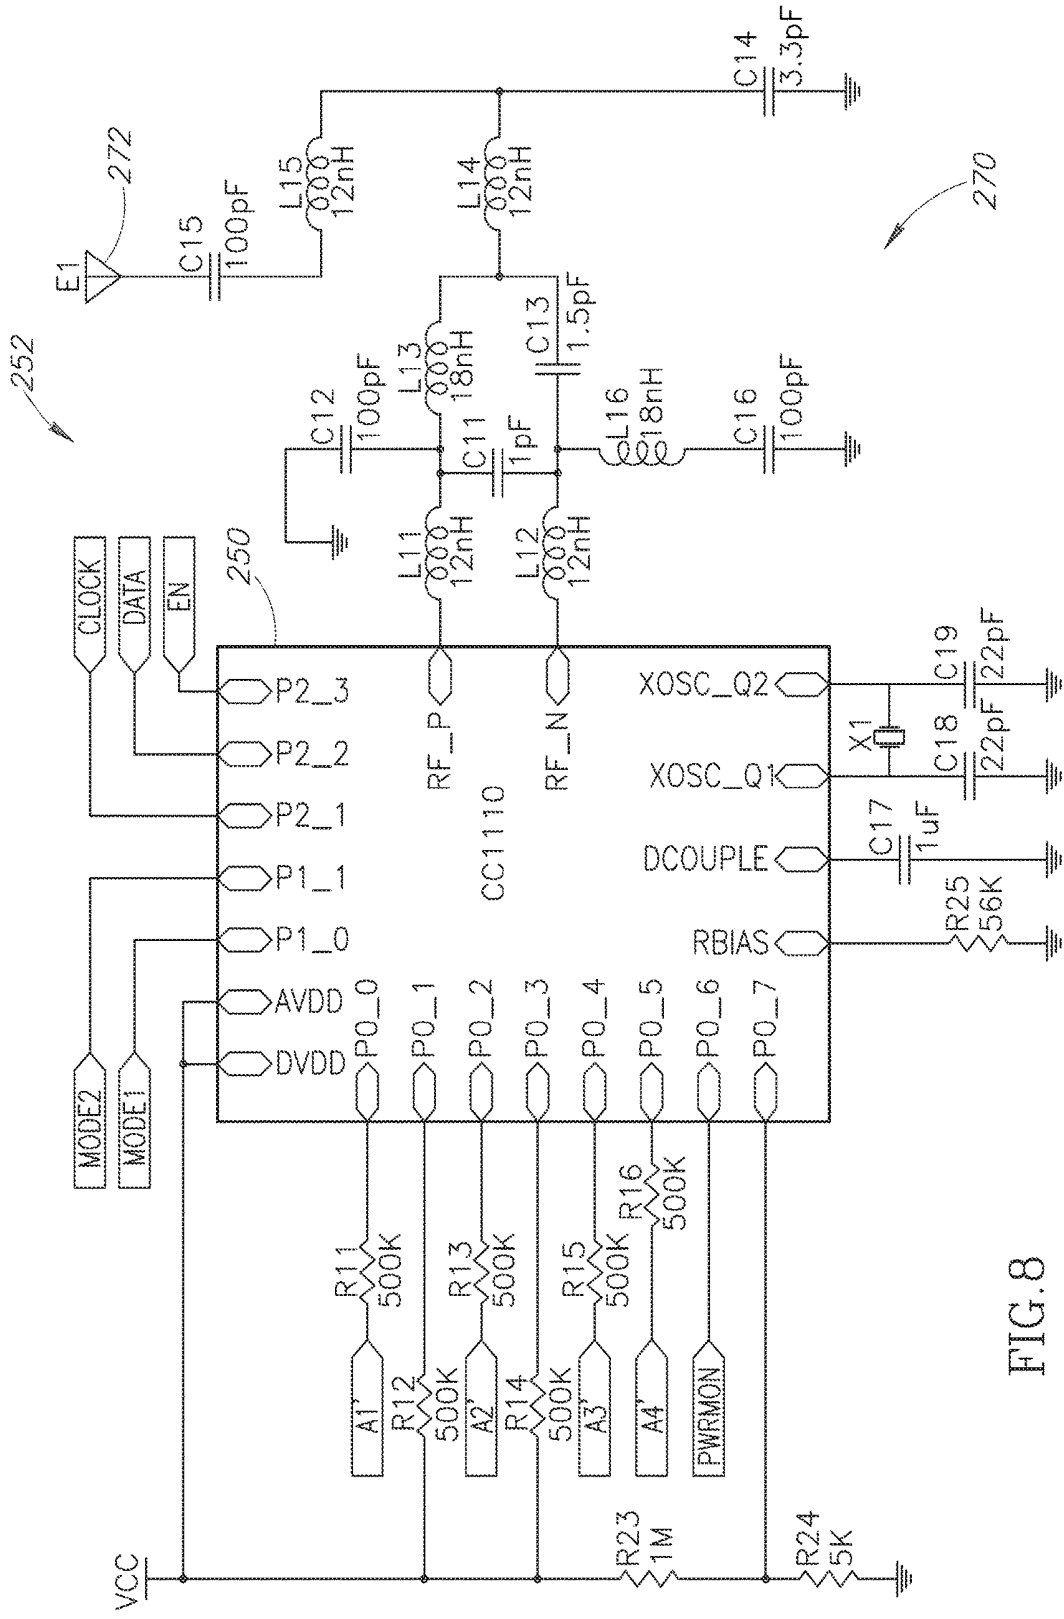 VCC
MODE2
MODE1
CLOCK
DATA
EN
252
250
E1
272
C15
100pF
L15
12nH
L14
12nH
C14
3.3pF
270
C12
100pF
L13
18nH
C11
1pF
C13
1.5pF
L11
12nH
L12
12nH
L16
18nH
C16
100pF
DVDD
AVDD
P1_0
P1_1
P2_1
P2_2
P2_3
RF_P
RF_N
CC1110
P0_0
P0_1
P0_2
P0_3
P0_4
P0_5
P0_6
P0_7
RBIAS
DCOUPLE
XOSC_Q1
XOSC_Q2
A1'
R11
500K
R12
500K
A2'
R13
500K
R14
500K
A3'
R15
500K
A4'
R16
500K
PWRMON
R23
1M
R24
5K
R25
56K
C17
1uF
X1
C18
22pF
C19
22pF
FIG.8